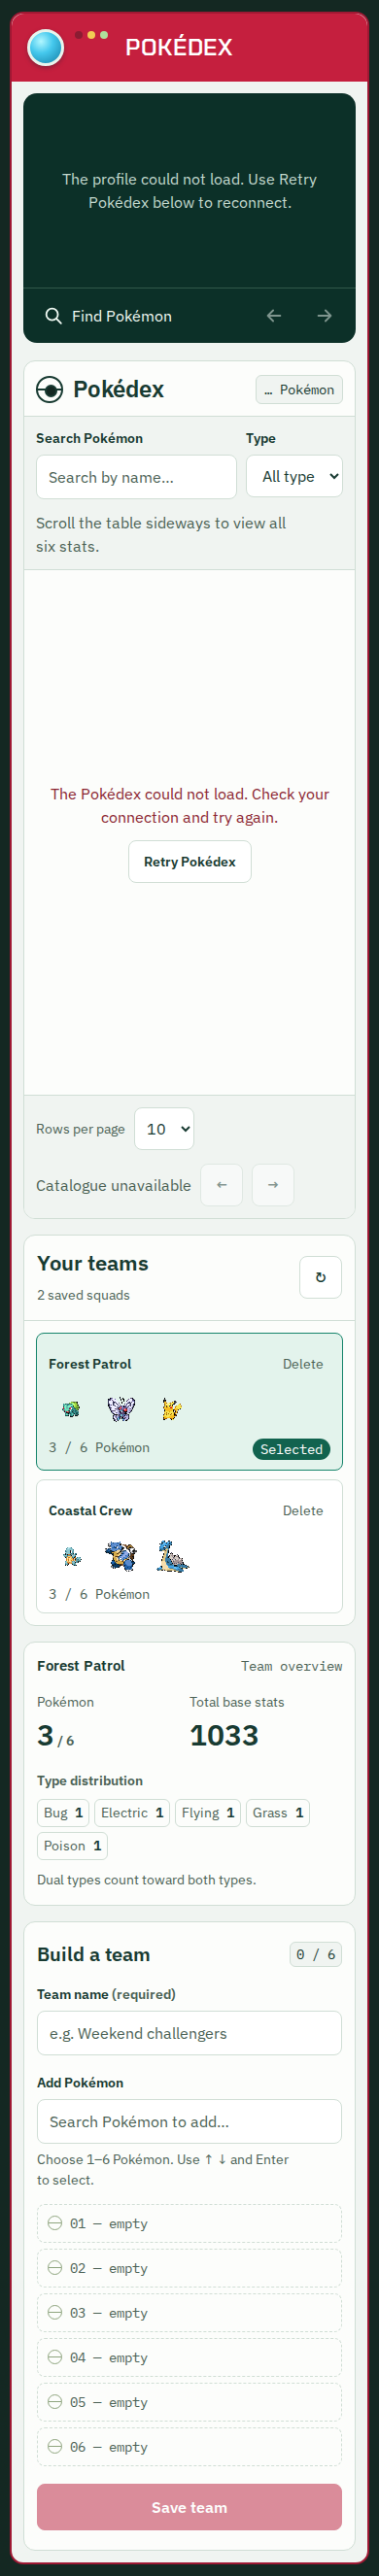 POKÉDEX
The profile could not load. Use Retry
Pokédex below to reconnect.
Find Pokémon ← →
Pokédex … Pokémon
Search Pokémon Type
Search by name... All type
Scroll the table sideways to view all
six stats.
The Pokédex could not load. Check your
connection and try again.
Retry Pokédex
Rows per page 10
Catalogue unavailable ← →
Your teams
2 saved squads ↻
Forest Patrol Delete
3 / 6 Pokémon Selected
Coastal Crew Delete
3 / 6 Pokémon
Forest Patrol Team overview
Pokémon Total base stats
3 / 6 1033
Type distribution
Bug 1 Electric 1 Flying 1 Grass 1
Poison 1
Dual types count toward both types.
Build a team 0 / 6
Team name (required)
e.g. Weekend challengers
Add Pokémon
Search Pokémon to add...
Choose 1–6 Pokémon. Use ↑ ↓ and Enter
to select.
01 — empty
02 — empty
03 — empty
04 — empty
05 — empty
06 — empty
Save team